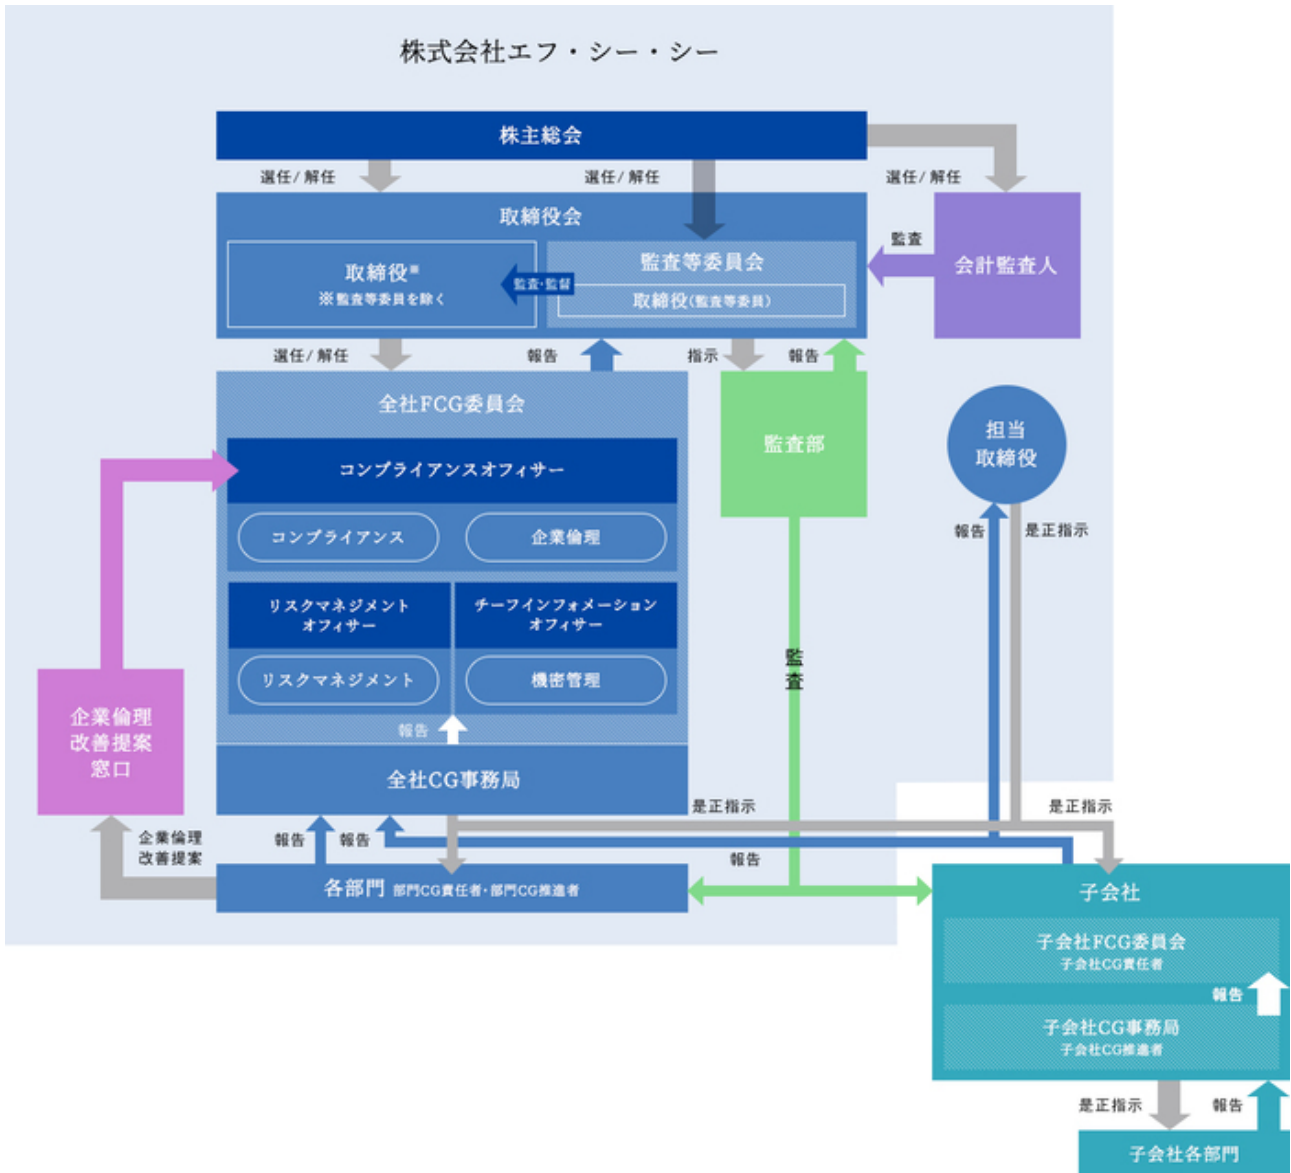 株式会社エフ・シー・シー
株主総会
選任/解任
選任/解任
選任/解任
取締役会
監査
会計監査人
取締役※
※監査等委員を除く
監査・監督
監査等委員会
取締役(監査等委員)
選任/解任
報告
指示
報告
全社FCG委員会
監査部
担当
取締役
コンプライアンスオフィサー
コンプライアンス
企業倫理
報告
是正指示
リスクマネジメント
オフィサー
チーフインフォメーション
オフィサー
リスクマネジメント
機密管理
監査
企業倫理
改善提案
窓口
報告
全社CG事務局
是正指示
是正指示
企業倫理
改善提案
報告
報告
報告
各部門 部門CG責任者・部門CG推進者
子会社
子会社FCG委員会
子会社CG責任者
報告
子会社CG事務局
子会社CG推進者
是正指示
報告
子会社各部門